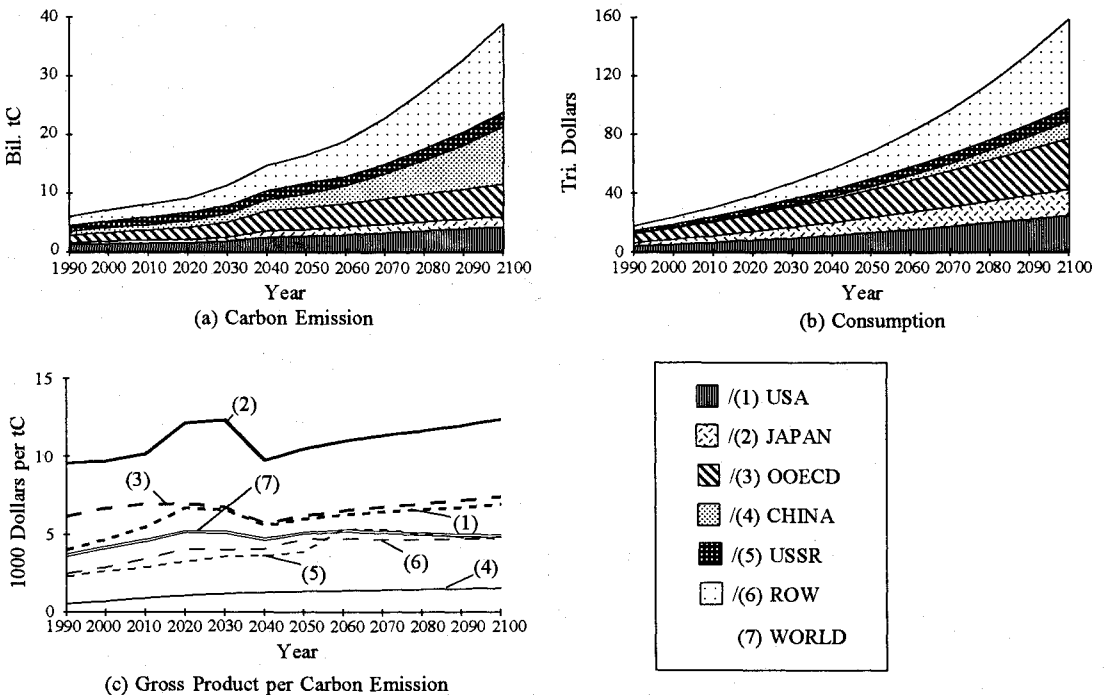 40
30
20
10
0
Bil. tC
1990 2000 2010 2020 2030 2040 2050 2060 2070 2080 2090 2100
Year
(a) Carbon Emission
160
120
80
40
0
Tri. Dollars
1990 2000 2010 2020 2030 2040 2050 2060 2070 2080 2090 2100
Year
(b) Consumption
15
10
5
0
1000 Dollars per tC
(2)
(3)
(7)
(1)
(6)
(5)
(4)
1990 2000 2010 2020 2030 2040 2050 2060 2070 2080 2090 2100
Year
(c) Gross Product per Carbon Emission
/(1) USA
/(2) JAPAN
/(3) OOECD
/(4) CHINA
/(5) USSR
/(6) ROW
(7) WORLD